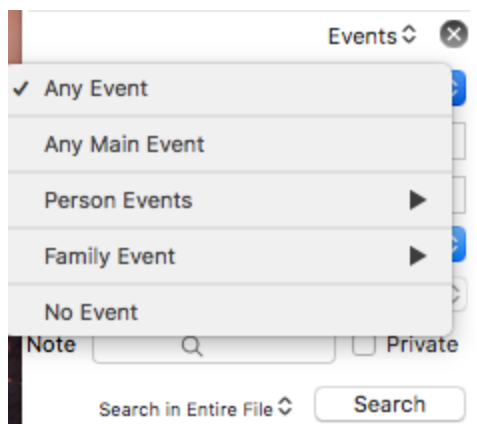 Events
Any Event
Any Main Event
Person Events
Family Event
No Event
Note Private
Search in Entire File Search